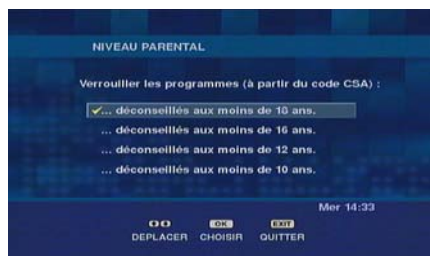 NIVEAU PARENTAL
Verrouiller les programmes (à partir du code CSA) :
... déconseillés aux moins de 18 ans.
... déconseillés aux moins de 16 ans.
... déconseillés aux moins de 12 ans.
... déconseillés aux moins de 10 ans.
Mer 14:33
OK EXIT
DEPLACER CHOISIR QUITTER